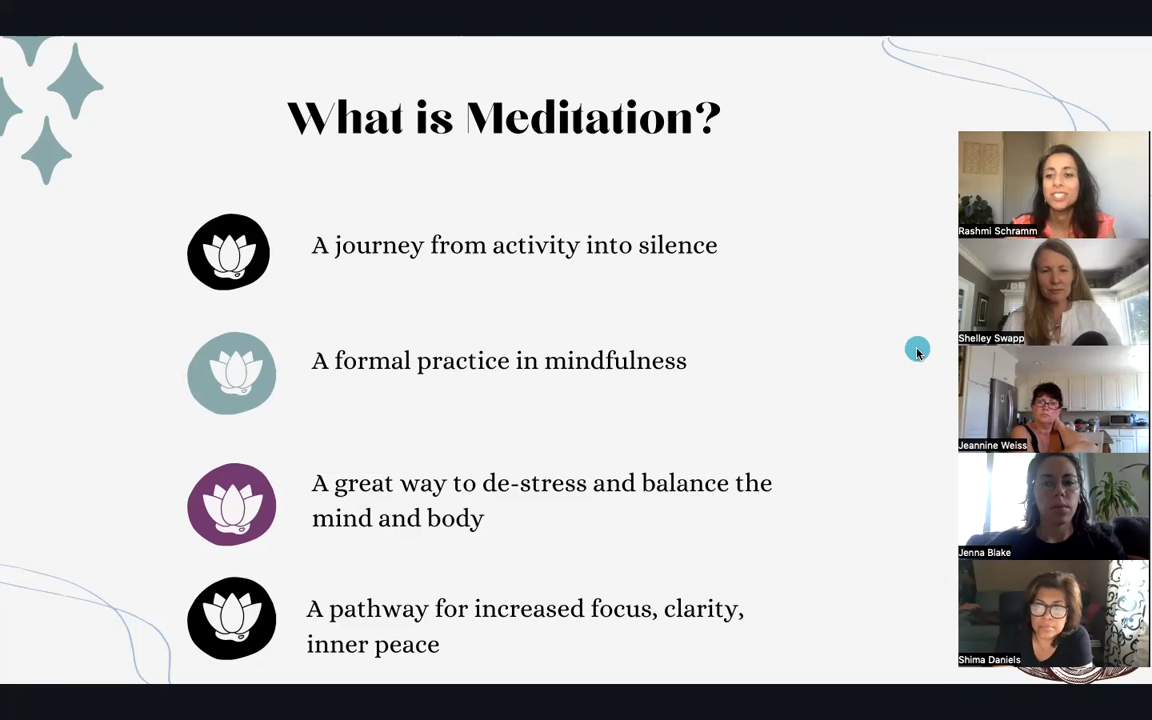 What is Meditation?
A journey from activity into silence
A formal practice in mindfulness
A great way to de-stress and balance the
mind and body
A pathway for increased focus, clarity,
inner peace
Rashmi Schramm
Shelley Swapp
Jeannine Weiss
Jenna Blake
Shima Daniels